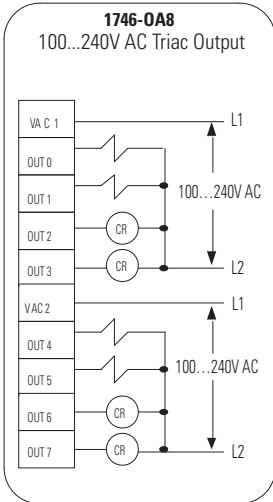 1746-OA8
100...240V AC Triac Output
VAC 1
L1
OUT 0
OUT 1
100...240V AC
OUT 2
CR
OUT 3
CR
L2
VAC 2
L1
OUT 4
OUT 5
100...240V AC
OUT 6
CR
OUT 7
CR
L2